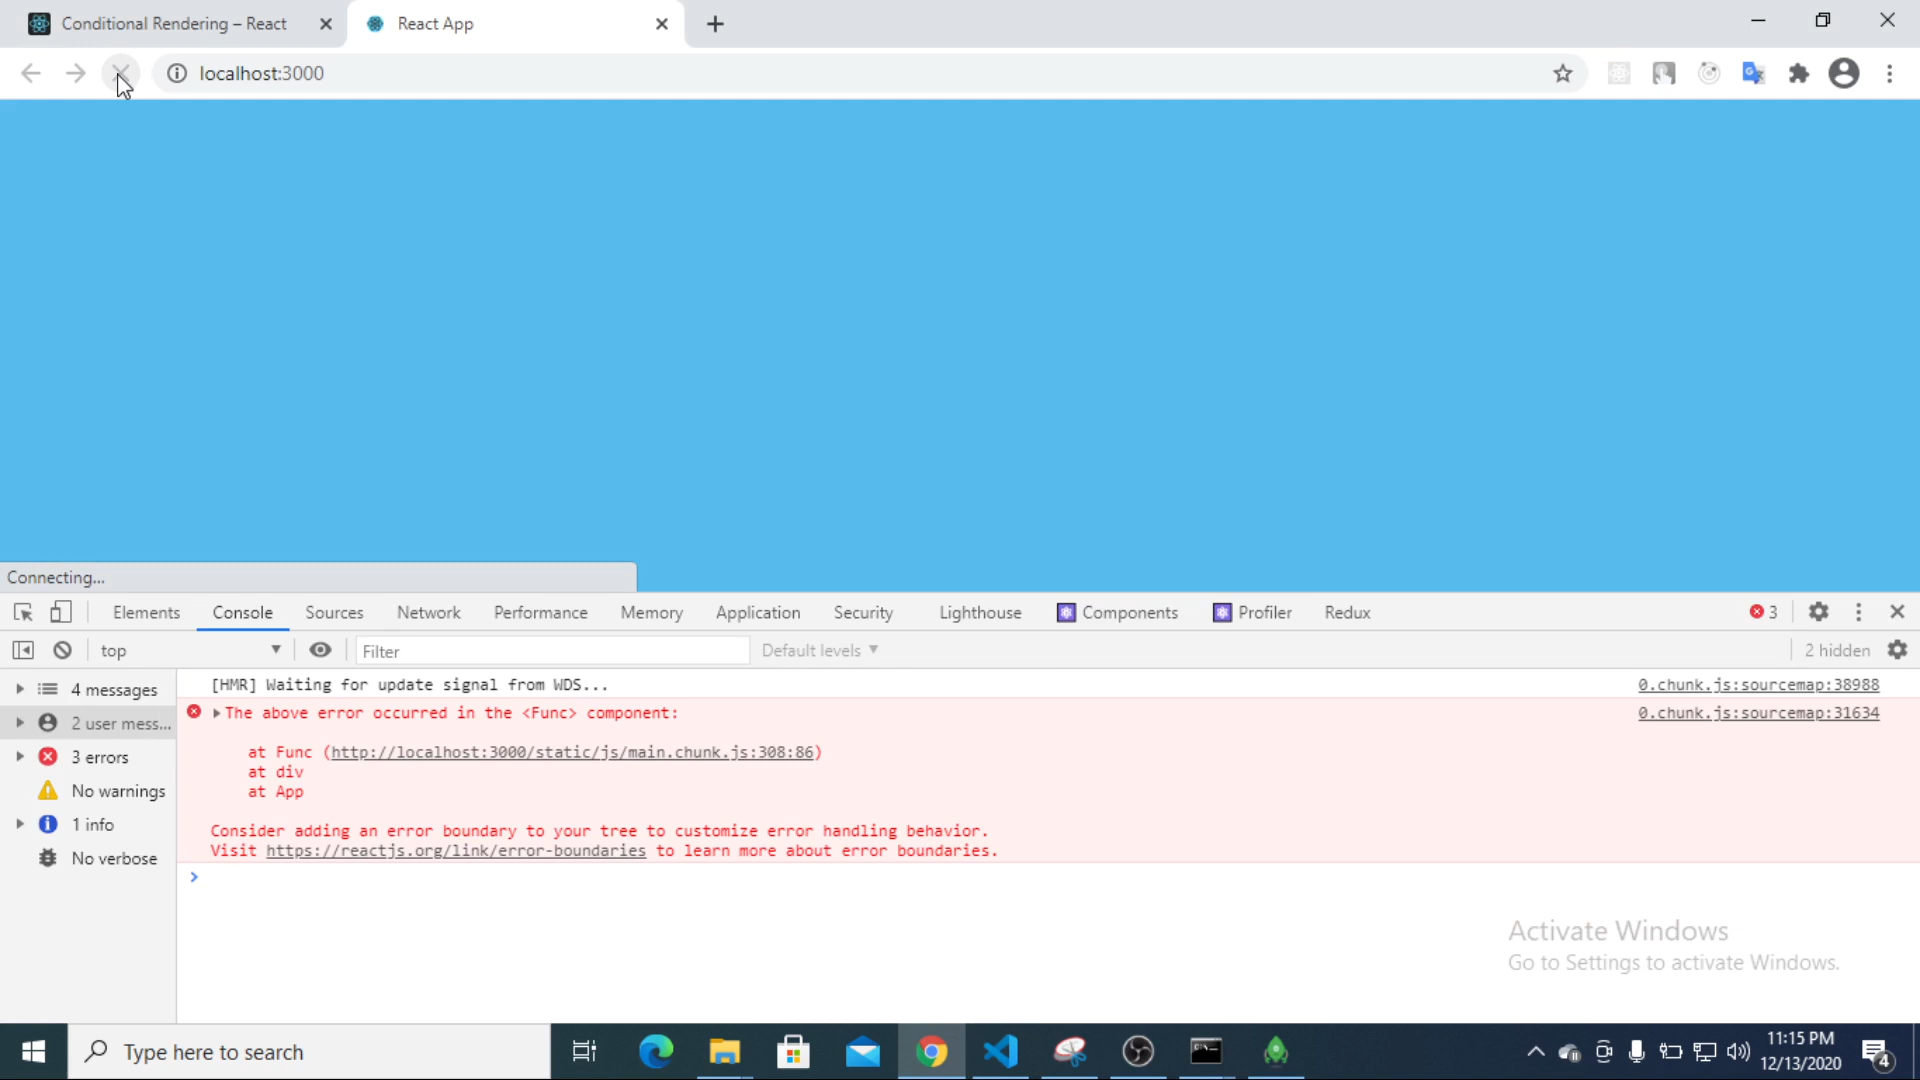 Conditional Rendering – React
React App
localhost:3000
Connecting...
Elements Console Sources Network Performance Memory Application Security Lighthouse Components Profiler Redux 3
top Filter Default levels 2 hidden
4 messages
2 user mess...
3 errors
No warnings
1 info
No verbose
[HMR] Waiting for update signal from WDS... 0.chunk.js:sourcemap:38988
The above error occurred in the <Func> component: 0.chunk.js:sourcemap:31634
at Func (http://localhost:3000/static/js/main.chunk.js:308:86)
at div
at App
Consider adding an error boundary to your tree to customize error handling behavior.
Visit https://reactjs.org/link/error-boundaries to learn more about error boundaries.
Activate Windows
Go to Settings to activate Windows.
Type here to search
11:15 PM
12/13/2020
4